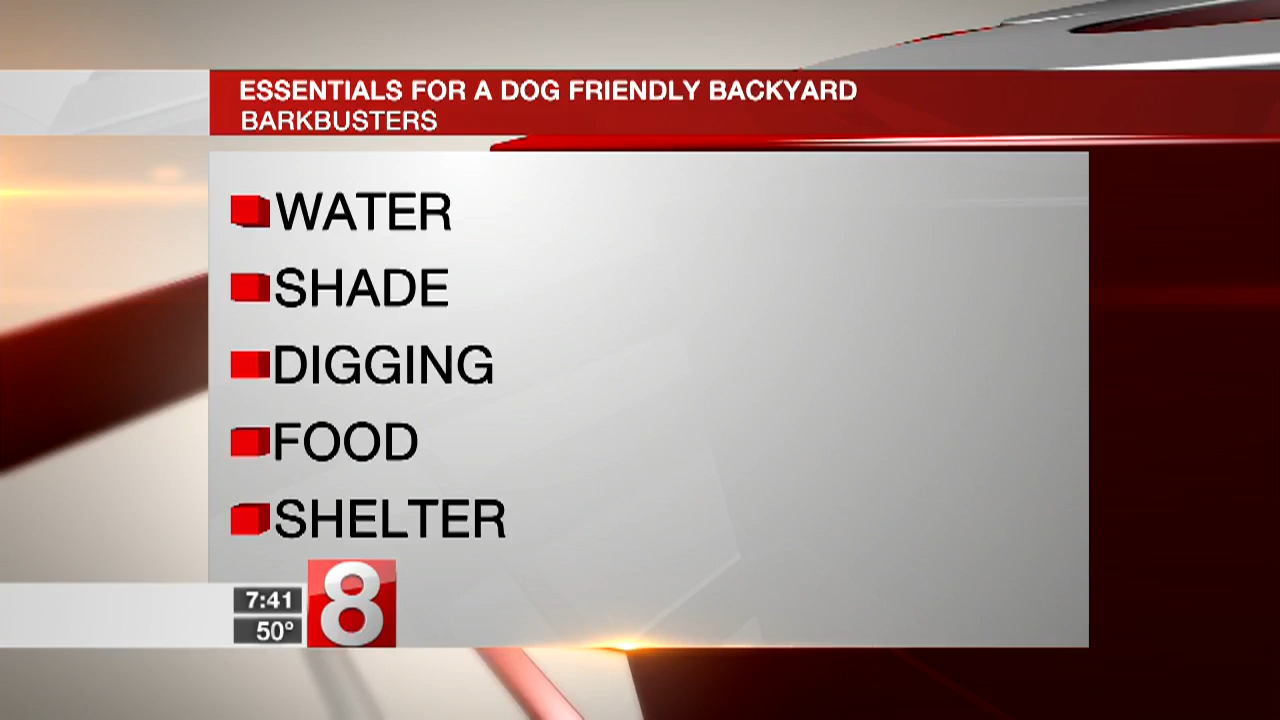 ESSENTIALS FOR A DOG FRIENDLY BACKYARD
BARKBUSTERS
WATER
SHADE
DIGGING
FOOD
SHELTER
7:41
50°
8